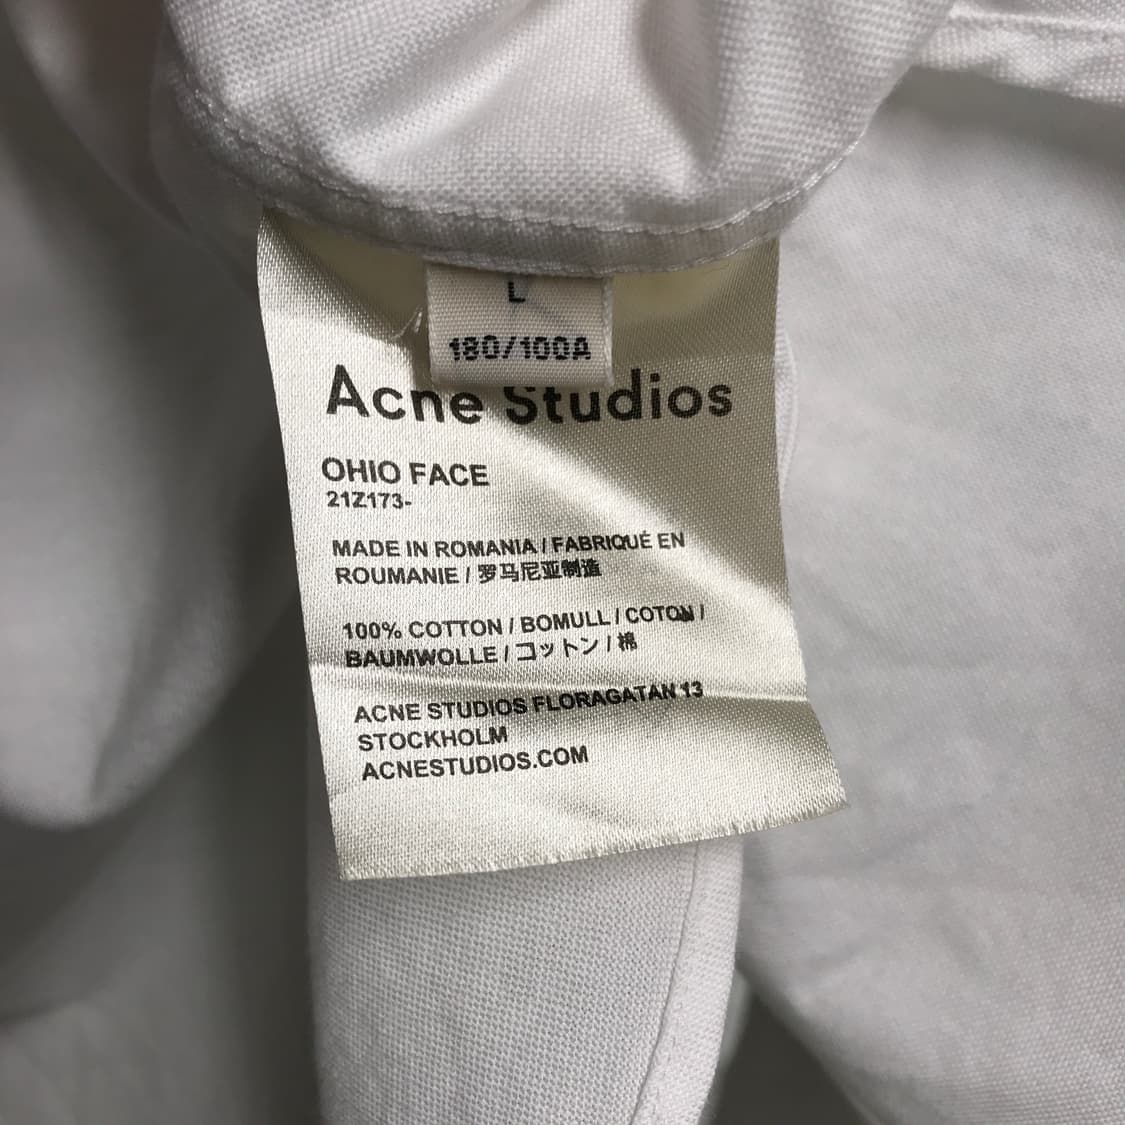 L
180/100A
Acne Studios
OHIO FACE
21Z173-
MADE IN ROMANIA / FABRIQUÉ EN
ROUMANIE / 罗马尼亚制造
100% COTTON / BOMULL / COTON /
BAUMWOLLE / コットン / 棉
ACNE STUDIOS FLORAGATAN 13
STOCKHOLM
ACNESTUDIOS.COM